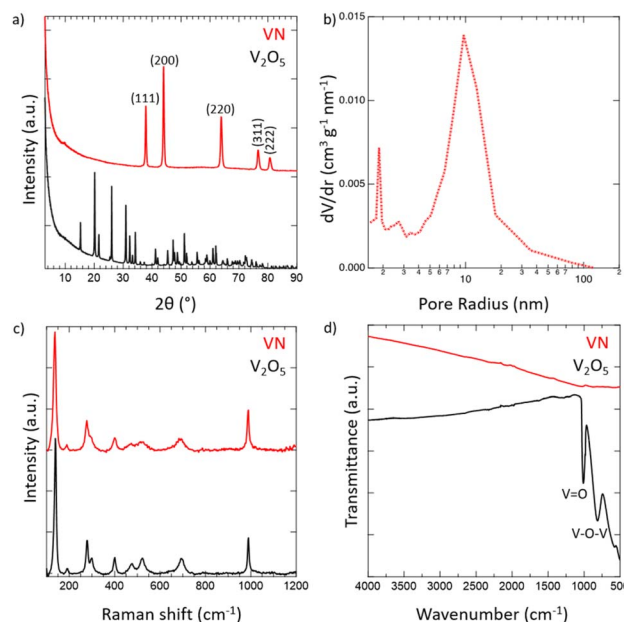 a)
VN
V₂O₅
(111)
(200)
(220)
(311)
(222)
Intensity (a.u.)
10 20 30 40 50 60 70 80 90
2θ (°)
b)
0.015
0.010
0.005
0.000
dV/dr (cm³ g⁻¹ nm⁻¹)
2 3 4 5 6 7 10 2 3 4 5 6 7 100 2
Pore Radius (nm)
c)
VN
V₂O₅
Intensity (a.u.)
200 400 600 800 1000 1200
Raman shift (cm⁻¹)
d)
VN
V₂O₅
Transmittance (a.u.)
V=O
V-O-V
4000 3500 3000 2500 2000 1500 1000 500
Wavenumber (cm⁻¹)